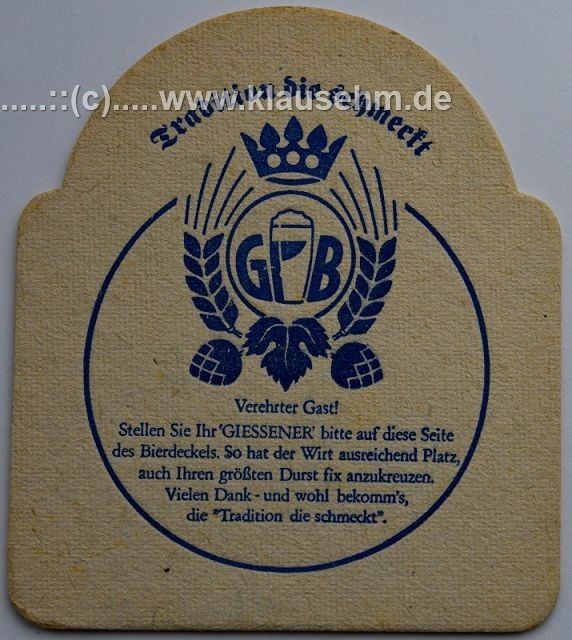 .....::(c).....www.klausehm.de
Tradition die schmeckt
G B
Verehrter Gast!
Stellen Sie Ihr 'GIESSENER' bitte auf diese Seite
des Bierdeckels. So hat der Wirt ausreichend Platz,
auch Ihren größten Durst fix anzukreuzen.
Vielen Dank - und wohl bekomm's,
die "Tradition die schmeckt".